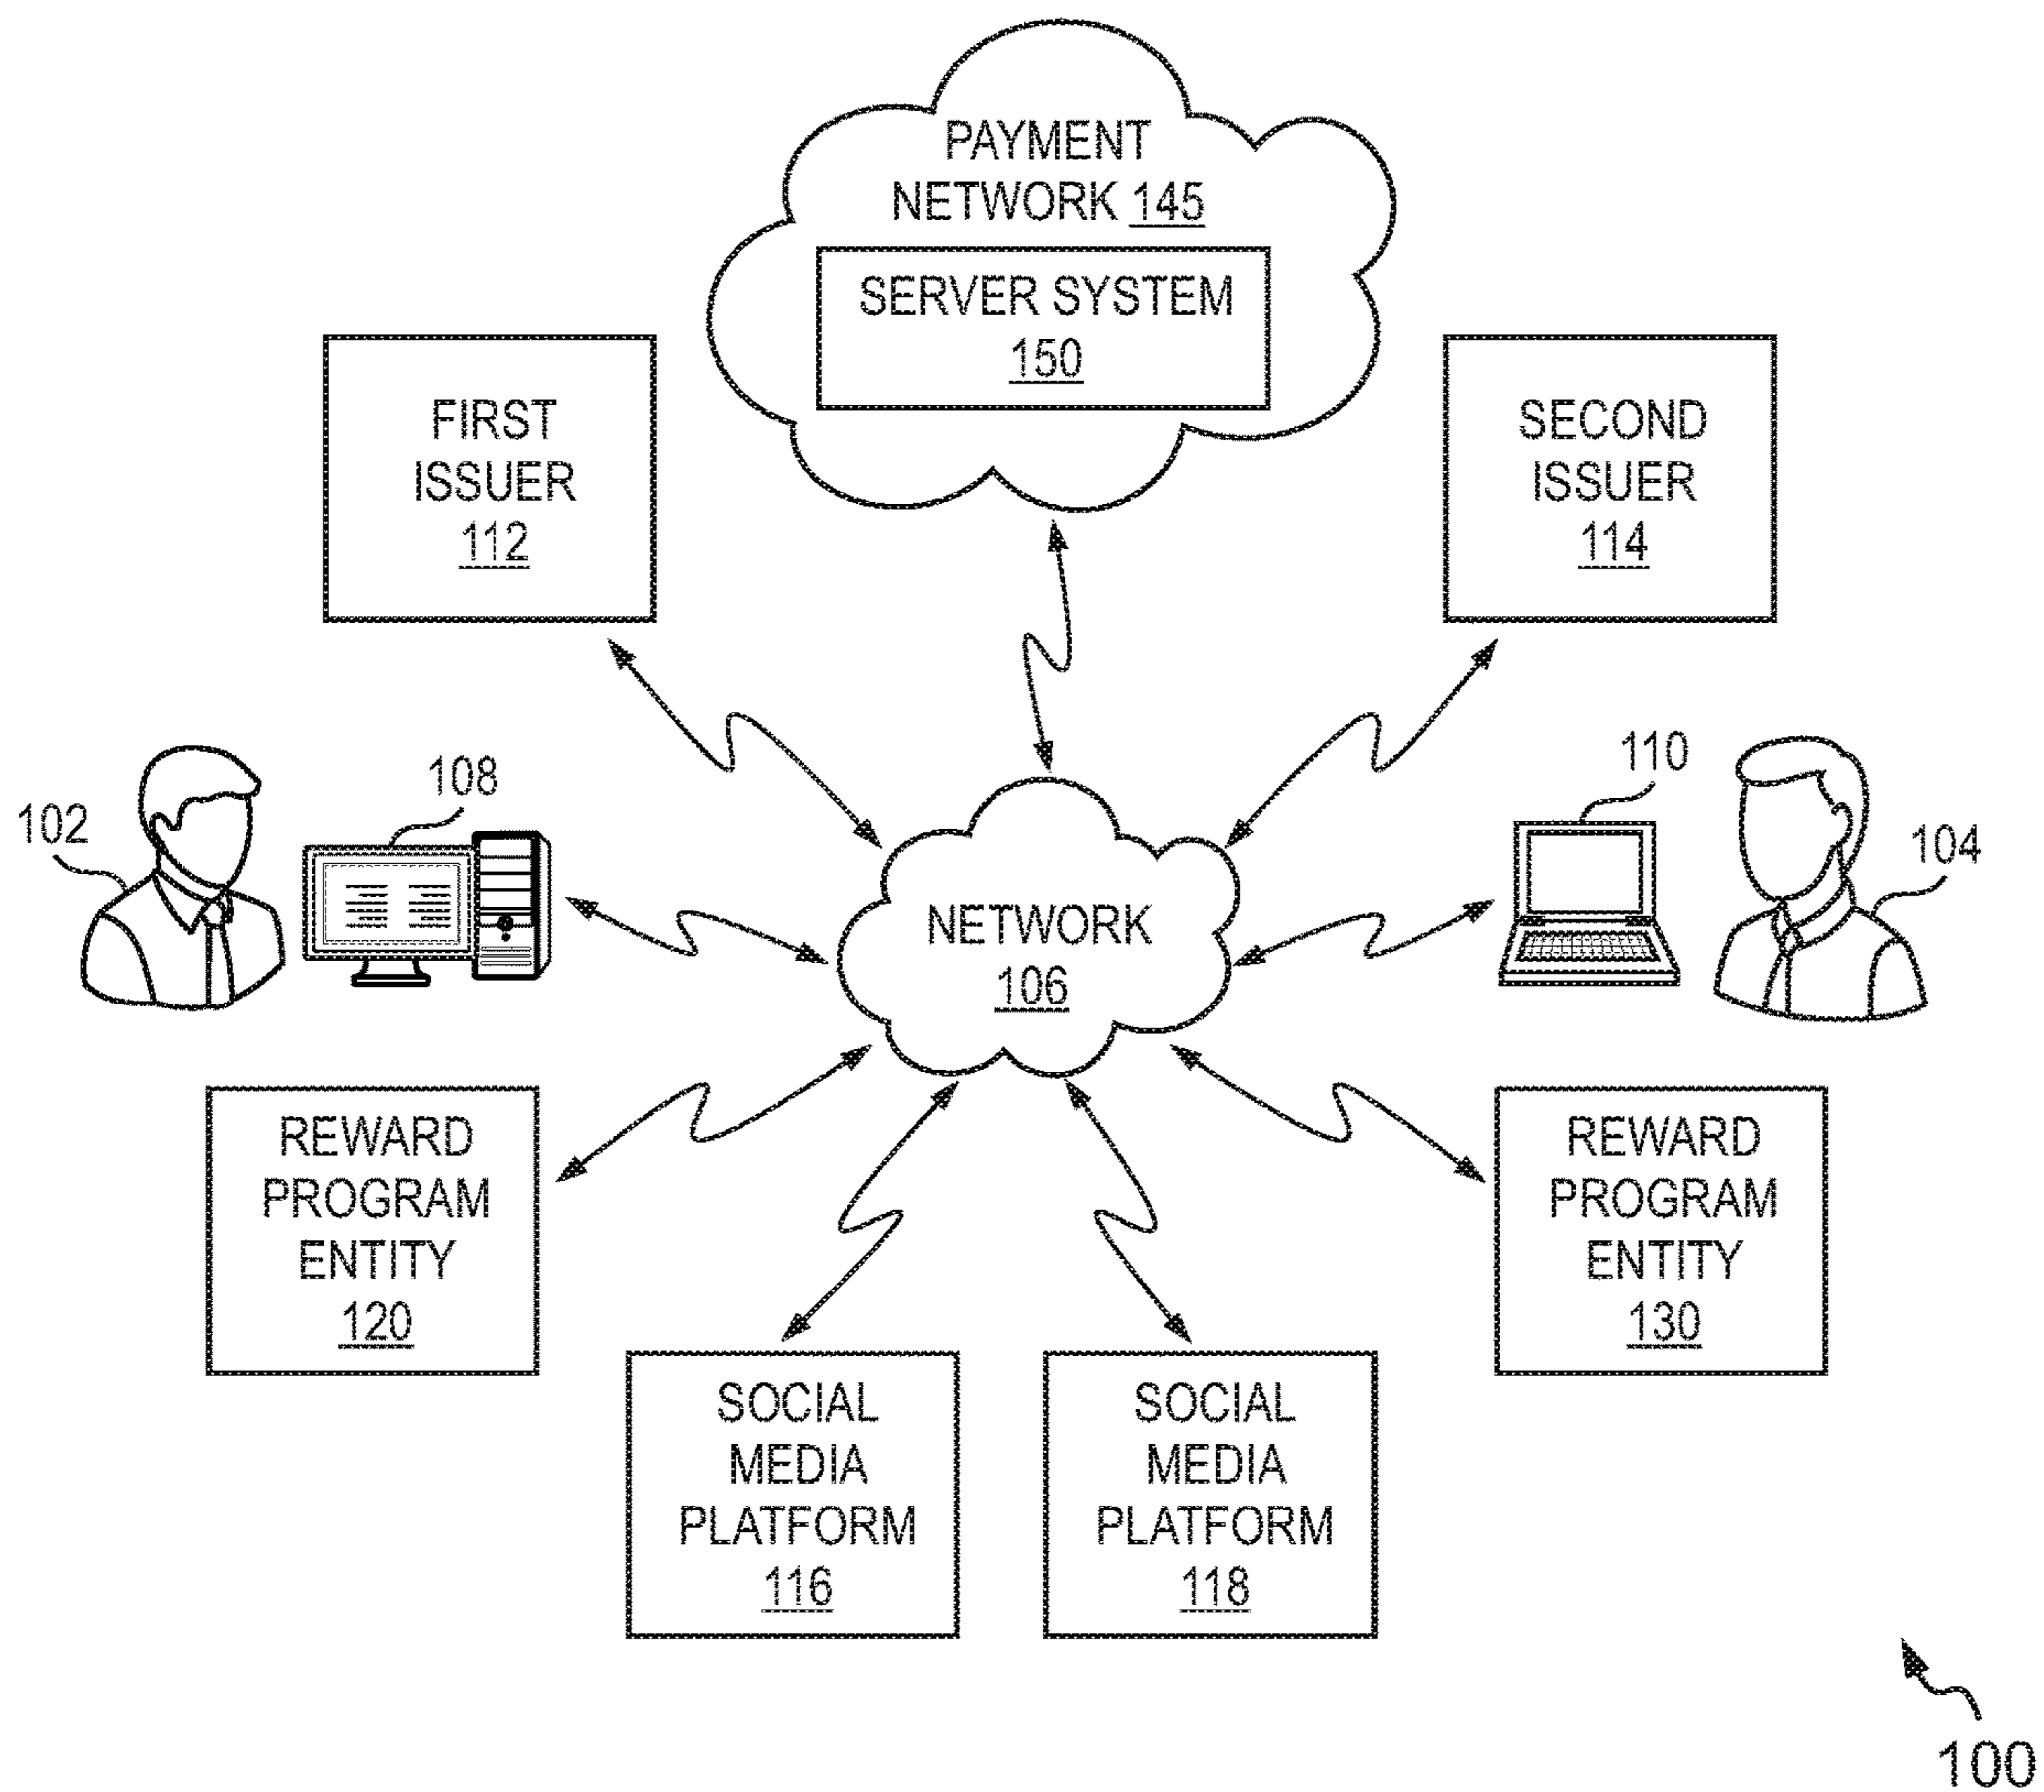 PAYMENT
NETWORK 145
SERVER SYSTEM
150
FIRST
ISSUER
112
SECOND
ISSUER
114
102
108
110
104
NETWORK
106
REWARD
PROGRAM
ENTITY
120
REWARD
PROGRAM
ENTITY
130
SOCIAL
MEDIA
PLATFORM
116
SOCIAL
MEDIA
PLATFORM
118
100